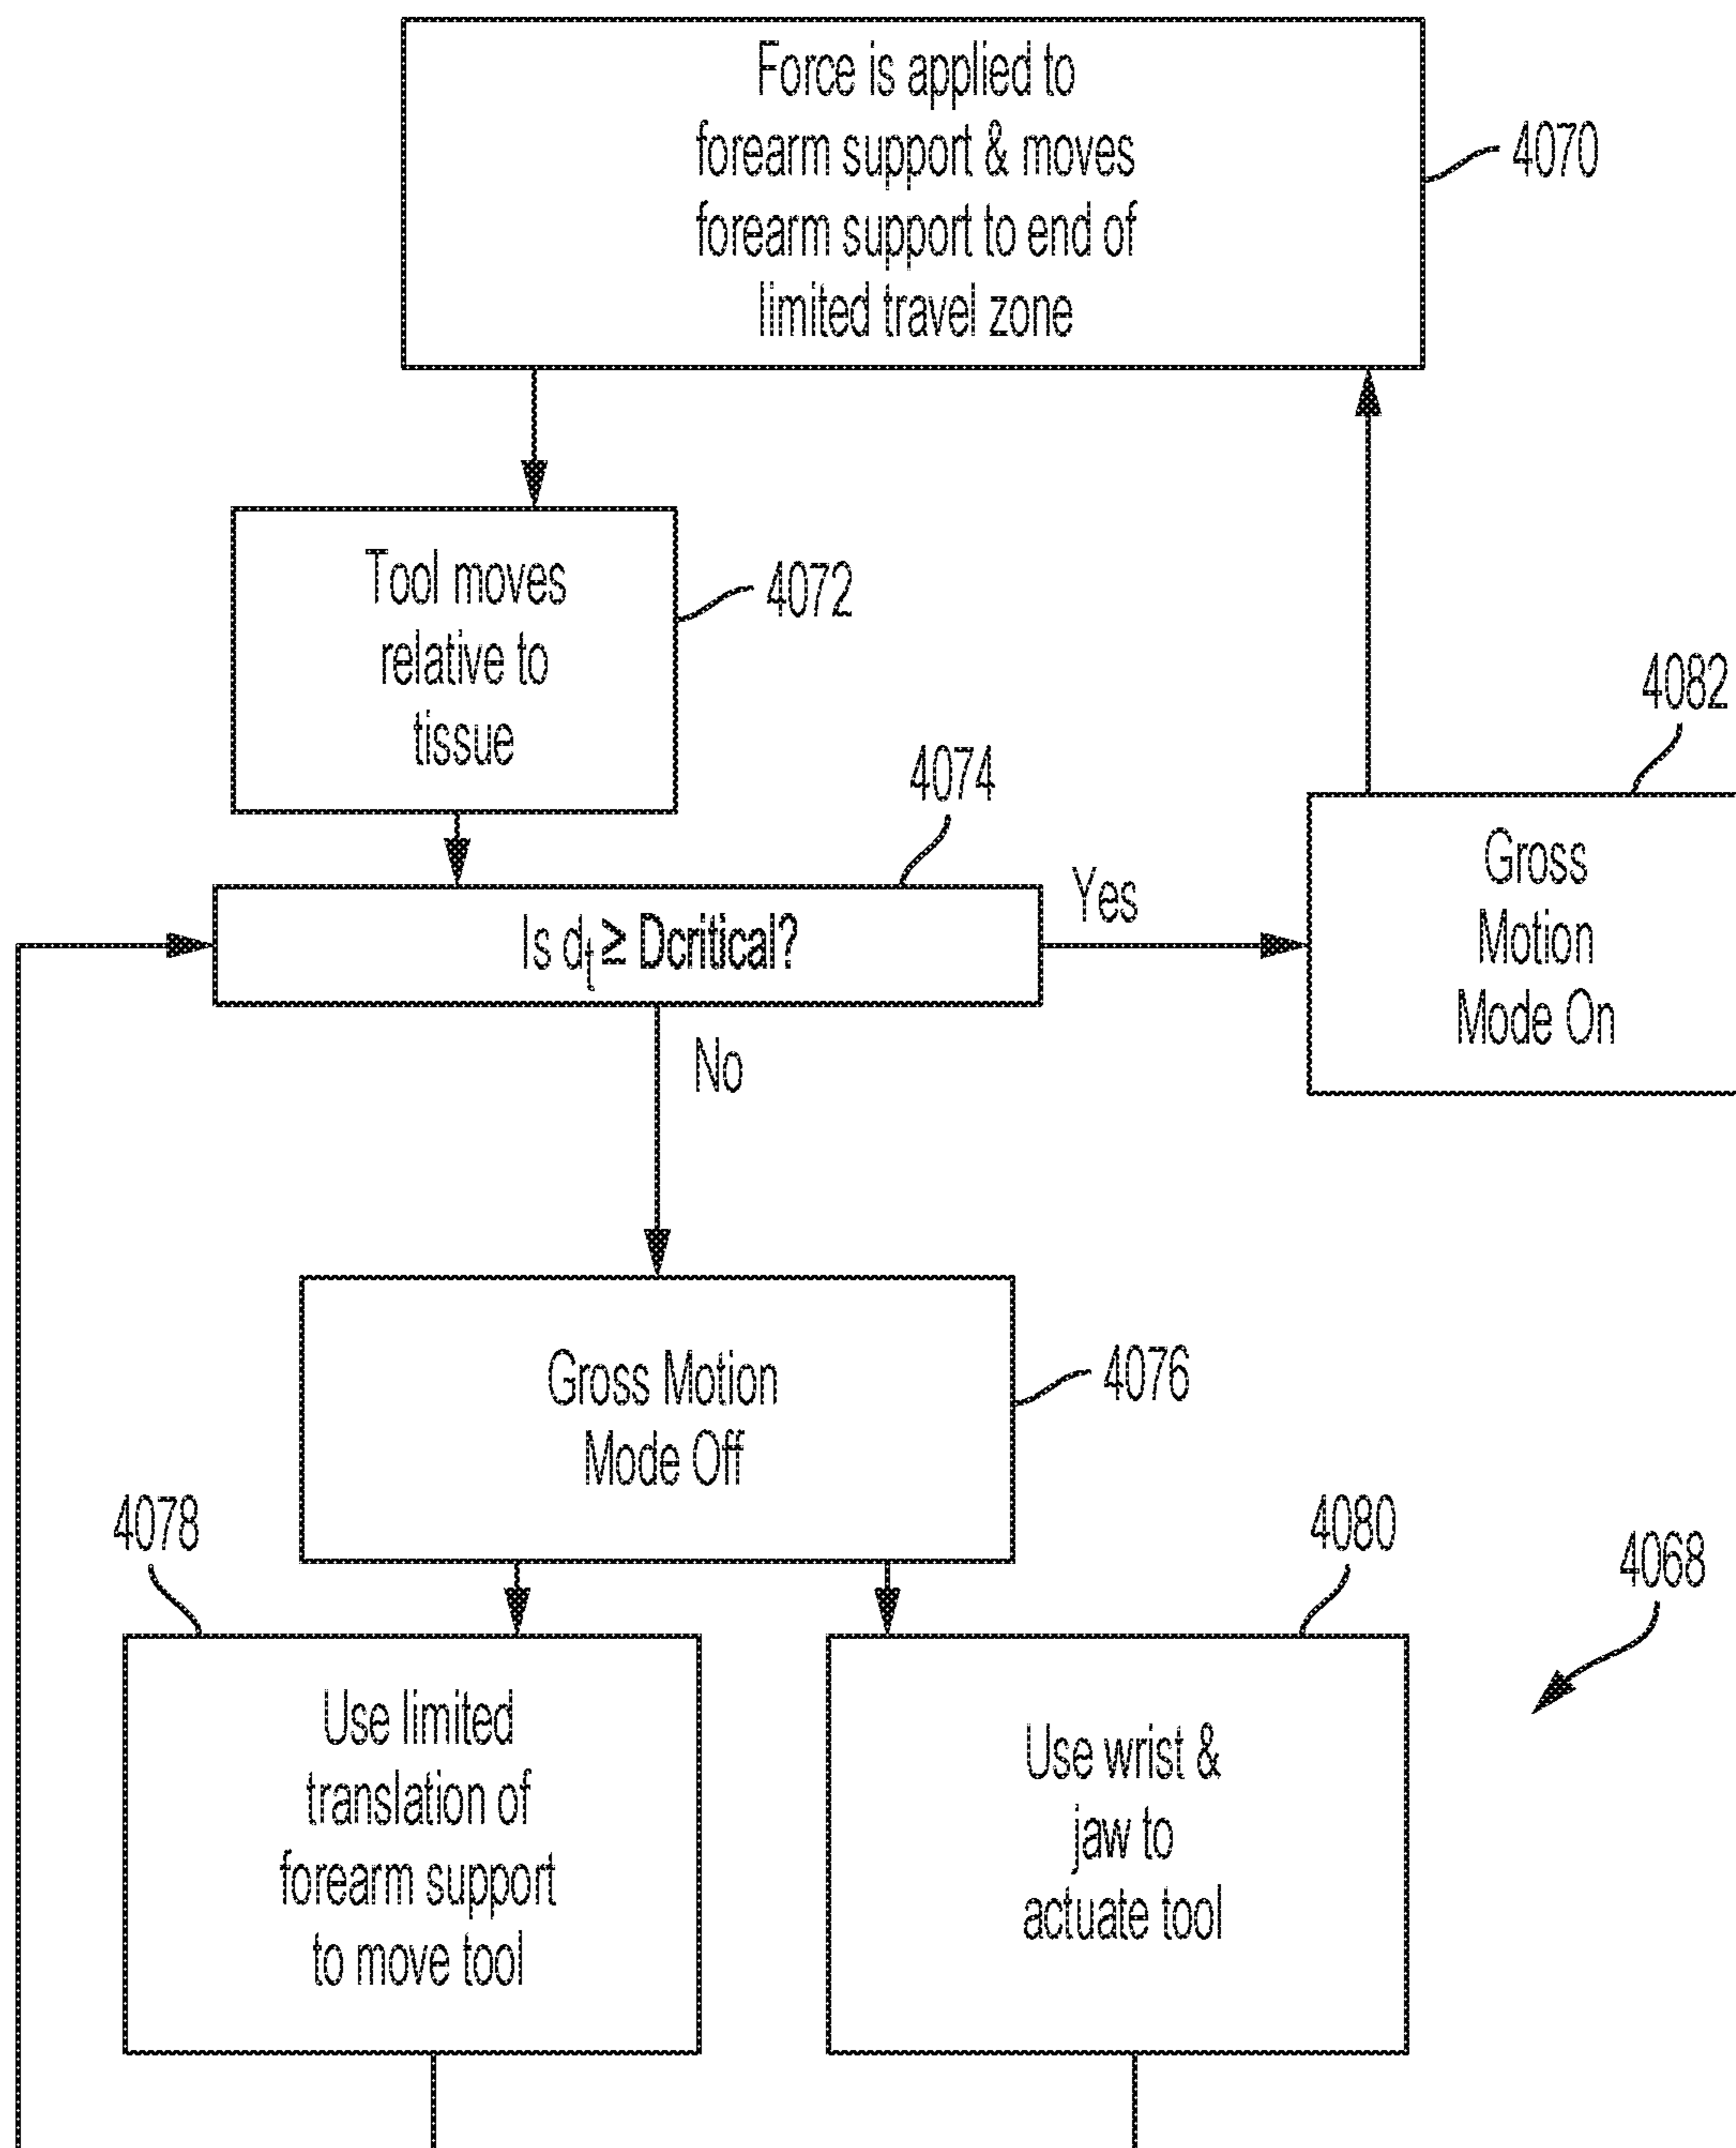 Force is applied to
forearm support & moves
forearm support to end of
limited travel zone
4070
Tool moves
relative to
tissue
4072
4082
Gross
Motion
Mode On
4074
Is dt ≥ Dcritical?
Yes
No
Gross Motion
Mode Off
4076
4078
4080
4068
Use limited
translation of
forearm support
to move tool
Use wrist &
jaw to
actuate tool